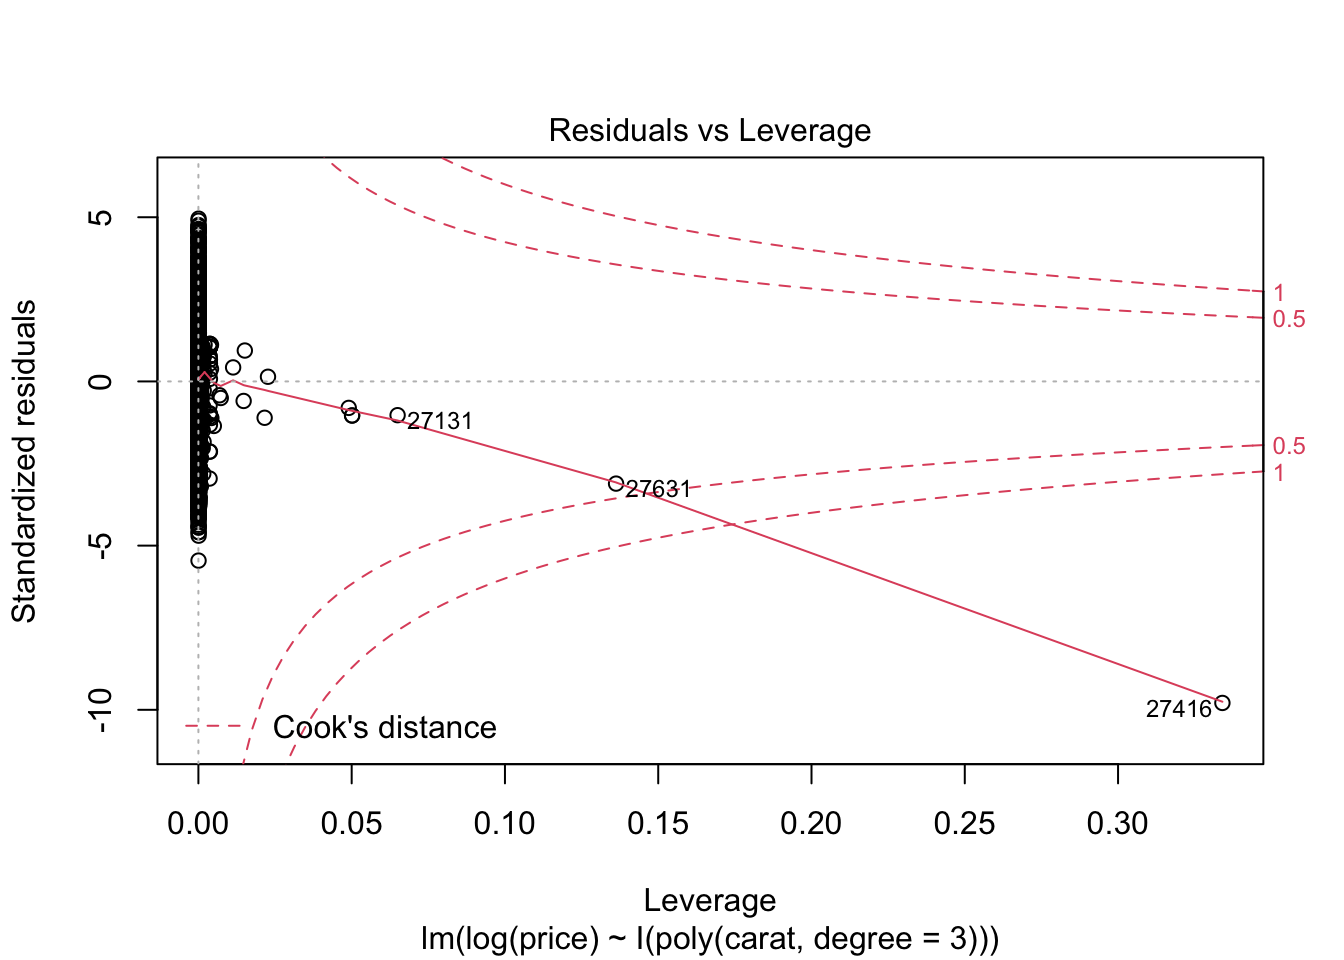 Residuals vs Leverage
Standardized residuals
5
0
-5
-10
1
0.5
0.5
1
27131
27631
27416
Cook's distance
0.00 0.05 0.10 0.15 0.20 0.25 0.30
Leverage
lm(log(price) ~ I(poly(carat, degree = 3)))